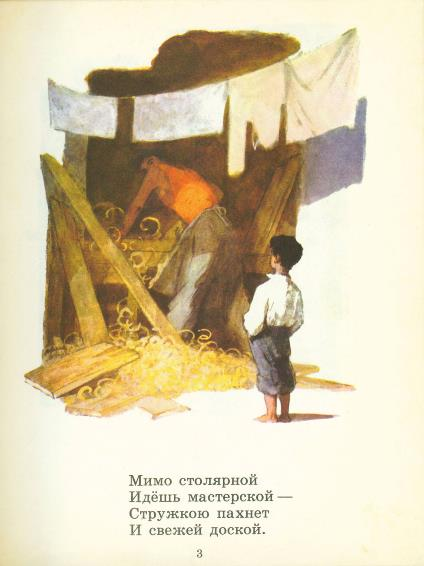 Мимо столярной
Идёшь мастерской —
Стружкою пахнет
И свежей доской.
3